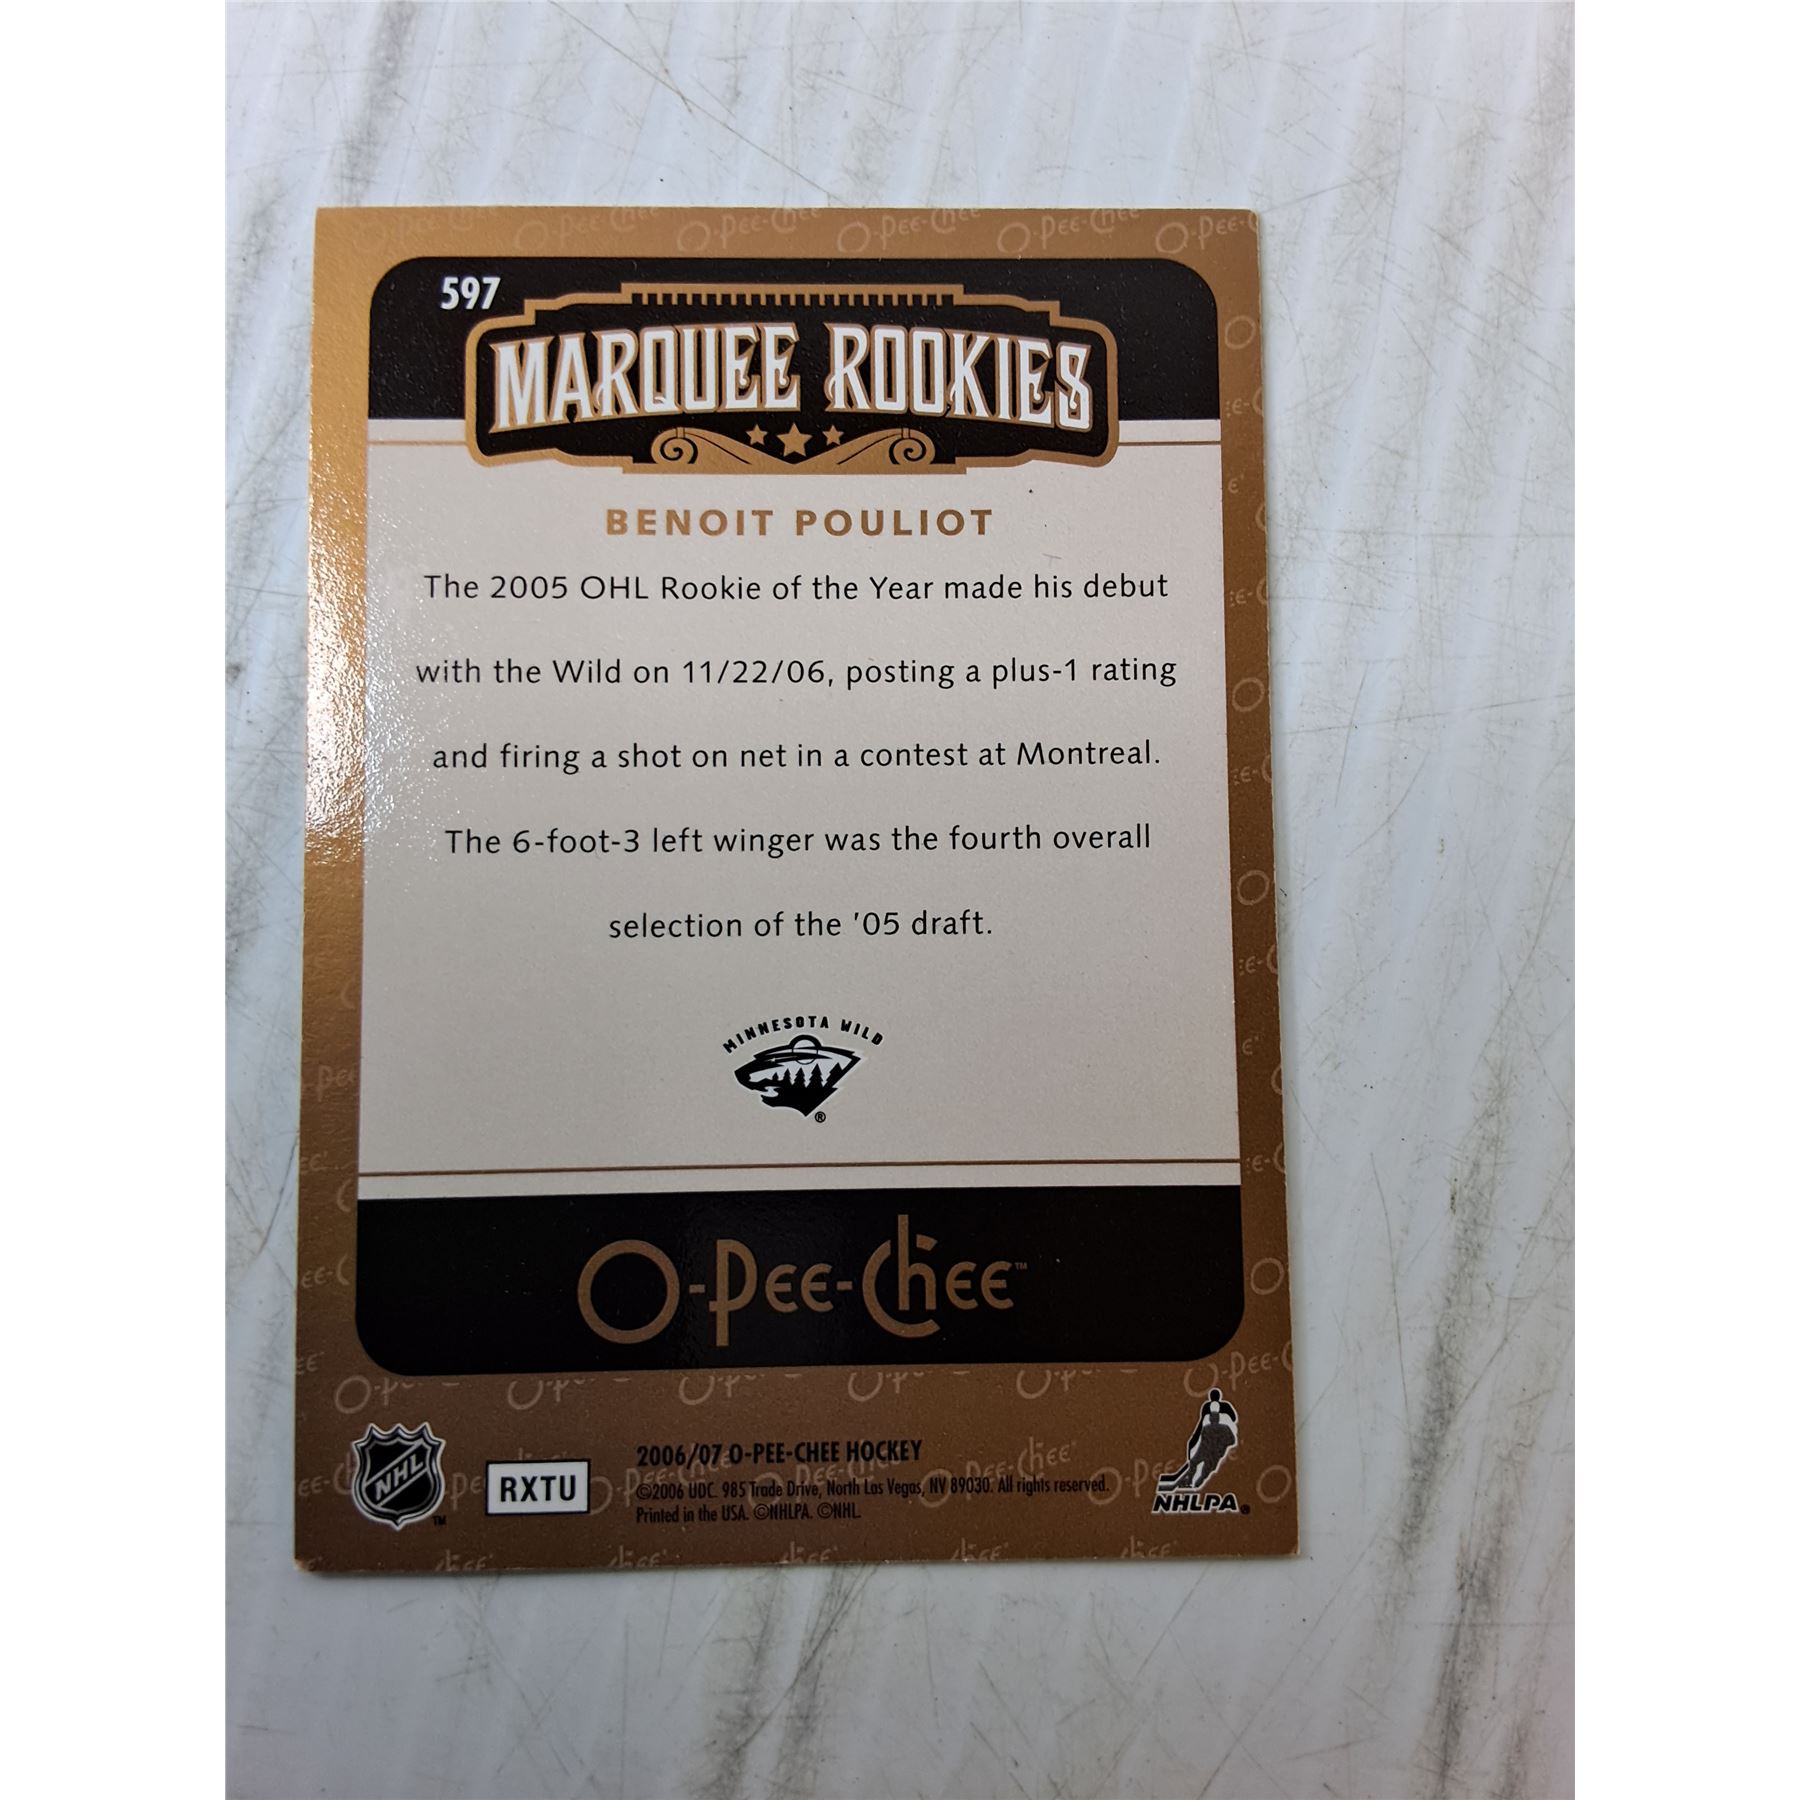 597
MARQUEE ROOKIES
BENOIT POULIOT
The 2005 OHL Rookie of the Year made his debut
with the Wild on 11/22/06, posting a plus-1 rating
and firing a shot on net in a contest at Montreal.
The 6-foot-3 left winger was the fourth overall
selection of the '05 draft.
MINNESOTA WILD
®
O-Pee-Chee™
NHL
™
RXTU
2006/07 O-PEE-CHEE HOCKEY
©2006 UDC. 985 Trade Drive, North Las Vegas, NV 89030. All rights reserved.
Printed in the USA. ©NHLPA. ©NHL.
NHLPA®